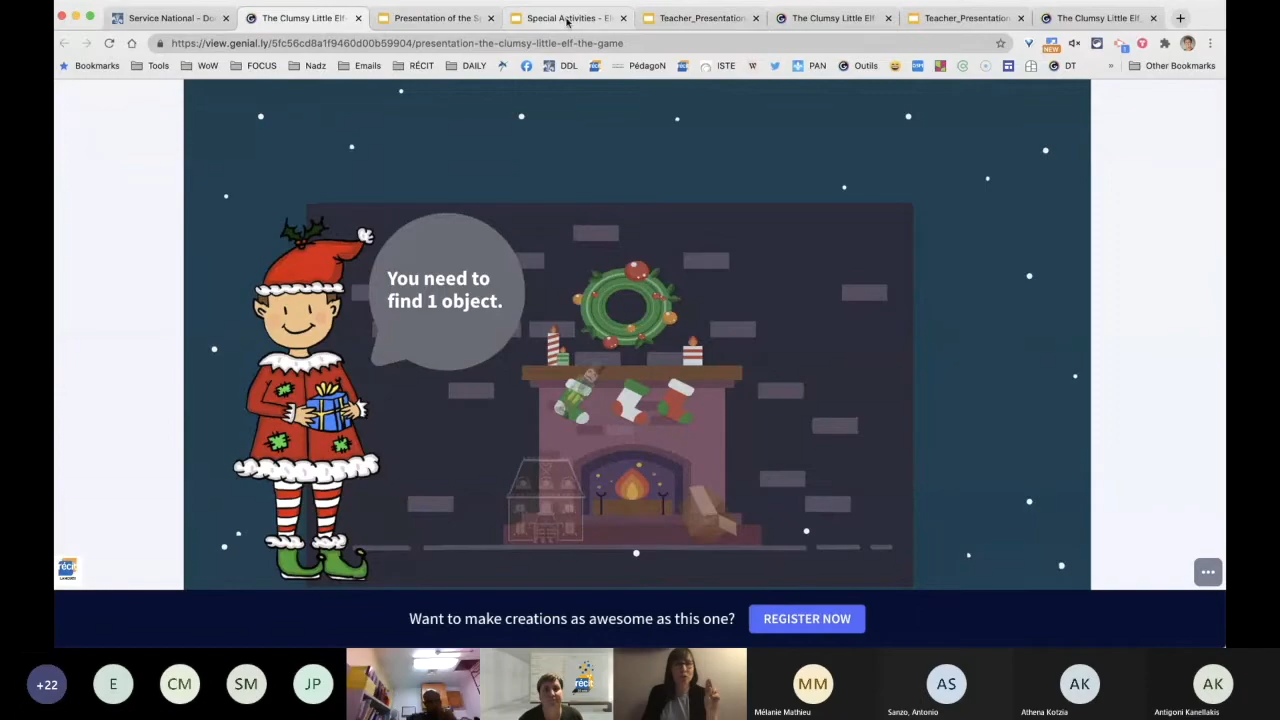 Service National - Do
The Clumsy Little Elf-
Presentation of the S
Special Activities - El
Teacher_Presentation
The Clumsy Little Elf
Teacher_Presentation
The Clumsy Little Elf
https://view.genial.ly/5fc56cd8a1f9460d00b59904/presentation-the-clumsy-little-elf-the-game
NEW
Bookmarks
Tools
WoW
FOCUS
Nadz
Emails
RÉCIT
DAILY
DDL
PédagoN
ISTE
PAN
Outils
DT
Other Bookmarks
You need to
find 1 object.
récit
Want to make creations as awesome as this one?
REGISTER NOW
+22
E
CM
SM
JP
récit
MM
AS
AK
AK
Mélanie Mathieu
Sanzo, Antonio
Athena Kotzia
Antigoni Kanellakis